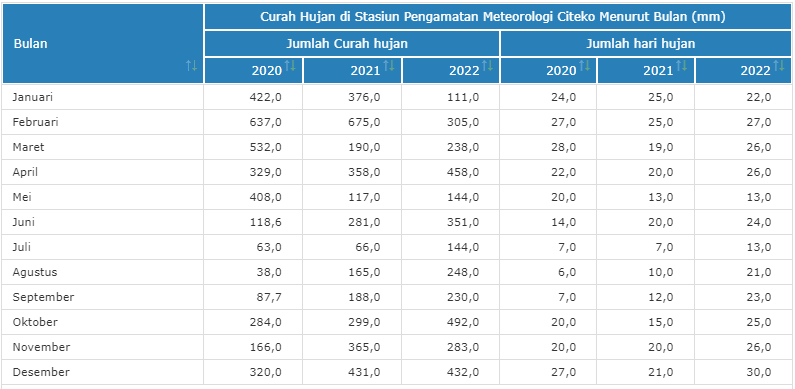 Curah Hujan di Stasiun Pengamatan Meteorologi Citeko Menurut Bulan (mm)
Bulan Jumlah Curah hujan Jumlah hari hujan
2020 2021 2022 2020 2021 2022
Januari 422,0 376,0 111,0 24,0 25,0 22,0
Februari 637,0 675,0 305,0 27,0 25,0 27,0
Maret 532,0 190,0 238,0 28,0 19,0 26,0
April 329,0 358,0 458,0 22,0 20,0 26,0
Mei 408,0 117,0 144,0 20,0 13,0 13,0
Juni 118,6 281,0 351,0 14,0 20,0 24,0
Juli 63,0 66,0 144,0 7,0 7,0 13,0
Agustus 38,0 165,0 248,0 6,0 10,0 21,0
September 87,7 188,0 230,0 7,0 12,0 23,0
Oktober 284,0 299,0 492,0 20,0 15,0 25,0
November 166,0 365,0 283,0 20,0 20,0 26,0
Desember 320,0 431,0 432,0 27,0 21,0 30,0